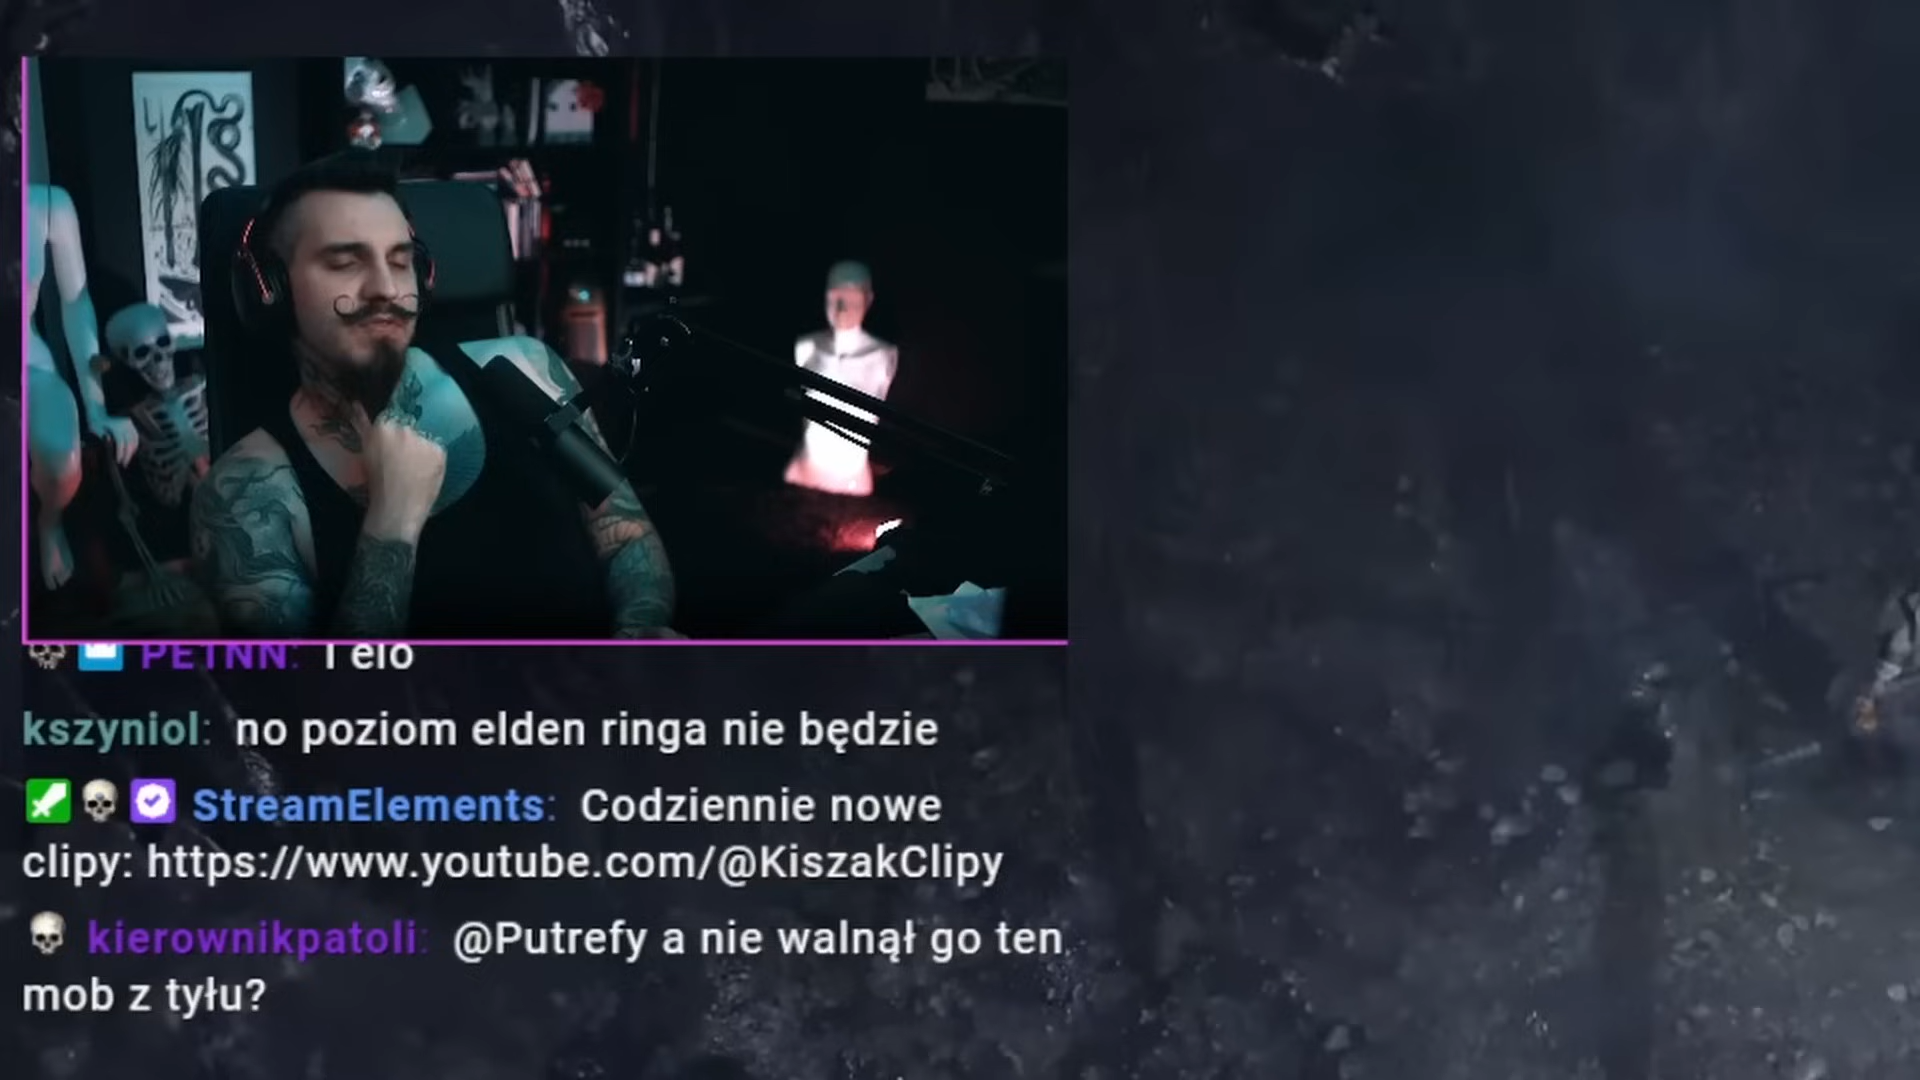 PETNN: Telo
kszyniol: no poziom elden ringa nie będzie
StreamElements: Codziennie nowe
clipy: https://www.youtube.com/@KiszakClipy
kierownikpatoli: @Putrefy a nie walnął go ten
mob z tyłu?